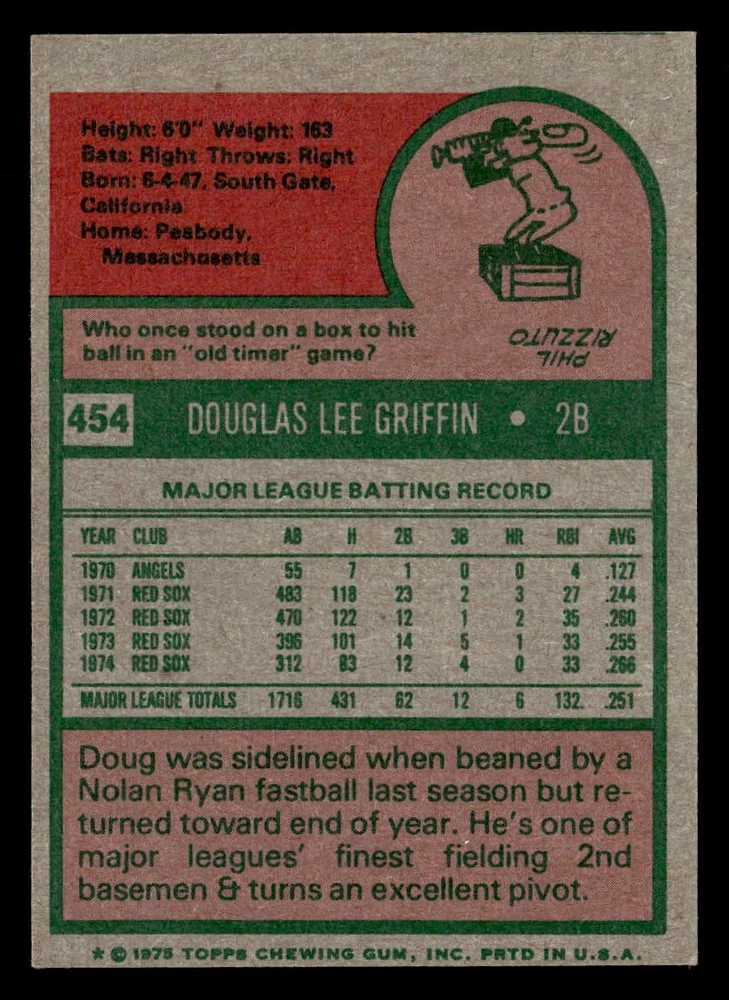 Height: 6'0" Weight: 163
Bats: Right Throws: Right
Born: 6-4-47, South Gate,
California
Home: Peabody,
Massachusetts
Who once stood on a box to hit
ball in an "old timer" game?
PHIL
RIZZUTO
454 DOUGLAS LEE GRIFFIN • 2B
MAJOR LEAGUE BATTING RECORD
YEAR CLUB AB H 2B 3B HR RBI AVG
1970 ANGELS 55 7 1 0 0 4 .127
1971 RED SOX 483 118 23 2 3 27 .244
1972 RED SOX 470 122 12 1 2 35 .260
1973 RED SOX 396 101 14 5 1 33 .255
1974 RED SOX 312 83 12 4 0 33 .266
MAJOR LEAGUE TOTALS 1716 431 62 12 6 132. .251
Doug was sidelined when beaned by a
Nolan Ryan fastball last season but re-
turned toward end of year. He's one of
major leagues' finest fielding 2nd
basemen & turns an excellent pivot.
* © 1975 TOPPS CHEWING GUM, INC. PRTD IN U.S.A.